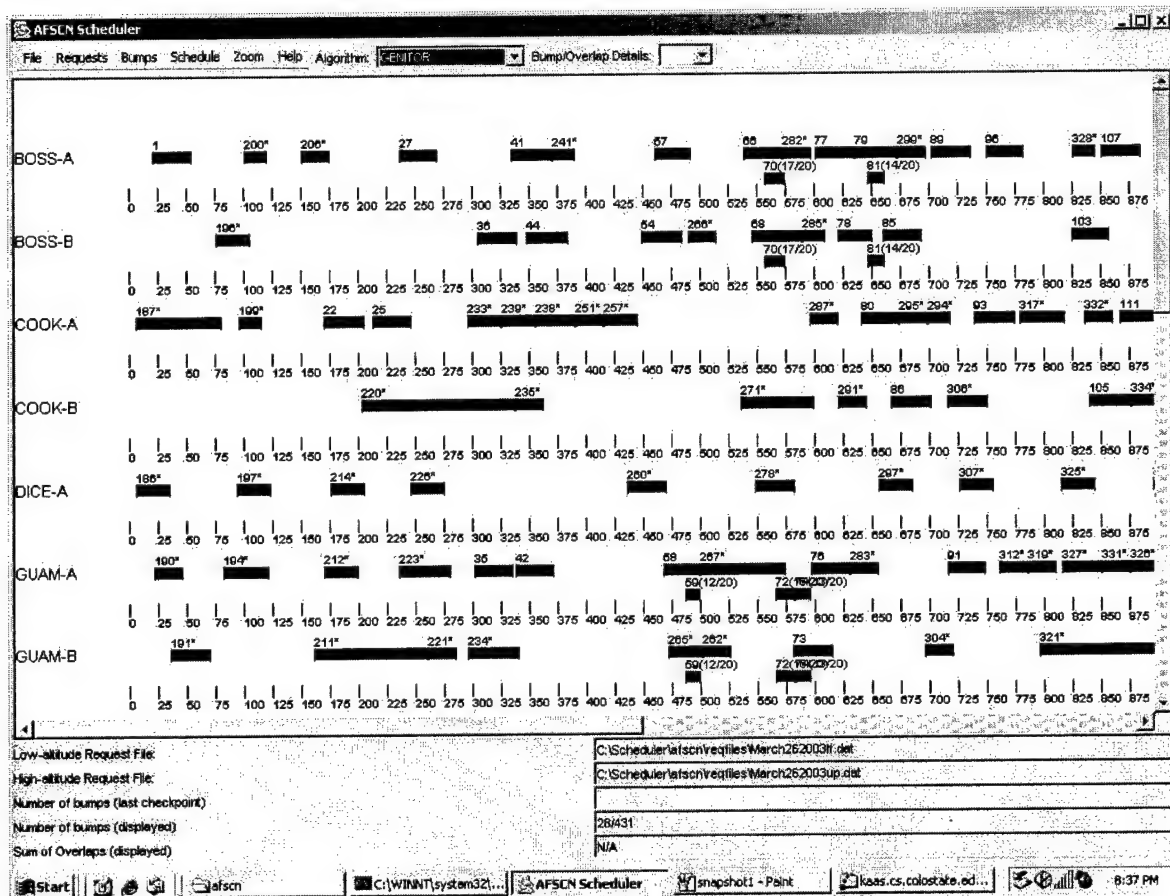 AFSCN Scheduler
File Requests Bumps Schedule Zoom Help Algorithm: GENITOR Bump/Overlap Details:
1 200* 206* 27 41 241* 57 66 282* 77 79 299* 89 96 328* 107
BOSS-A
70(17/20) 81(14/20)
0 25 50 75 100 125 150 175 200 225 250 275 300 325 350 375 400 425 450 475 500 525 550 575 600 625 650 675 700 725 750 775 800 825 850 875
196* 36 44 54 266* 68 285* 78 85 103
BOSS-B
70(17/20) 81(14/20)
0 25 50 75 100 125 150 175 200 225 250 275 300 325 350 375 400 425 450 475 500 525 550 575 600 625 650 675 700 725 750 775 800 825 850 875
187* 199* 22 25 233* 239* 238* 251* 257* 287* 80 295* 294* 93 317* 332* 111
COOK-A
0 25 50 75 100 125 150 175 200 225 250 275 300 325 350 375 400 425 450 475 500 525 550 575 600 625 650 675 700 725 750 775 800 825 850 875
220* 235* 271* 291* 86 306* 105 334*
COOK-B
0 25 50 75 100 125 150 175 200 225 250 275 300 325 350 375 400 425 450 475 500 525 550 575 600 625 650 675 700 725 750 775 800 825 850 875
186* 197* 214* 226* 260* 278* 297* 307* 325*
DICE-A
0 25 50 75 100 125 150 175 200 225 250 275 300 325 350 375 400 425 450 475 500 525 550 575 600 625 650 675 700 725 750 775 800 825 850 875
190* 194* 212* 223* 35 42 58 267* 76 283* 91 312* 319* 327* 331* 326*
GUAM-A
59(12/20)
0 25 50 75 100 125 150 175 200 225 250 275 300 325 350 375 400 425 450 475 500 525 550 575 600 625 650 675 700 725 750 775 800 825 850 875
191* 211* 221* 234* 265* 262* 73 304* 321*
GUAM-B
59(12/20)
0 25 50 75 100 125 150 175 200 225 250 275 300 325 350 375 400 425 450 475 500 525 550 575 600 625 650 675 700 725 750 775 800 825 850 875
Low-altitude Request File: C:\Scheduler\afscn\reqfiles\March262003lf.dat
High-altitude Request File: C:\Scheduler\afscn\reqfiles\March262003up.dat
Number of bumps (last checkpoint)
Number of bumps (displayed) 28/431
Sum of Overlaps (displayed) N/A
Start afscn C:\WINNT\system32\... AFSCN Scheduler snapshot1 - Paint kaas.cs.colostate.ed... 8:37 PM